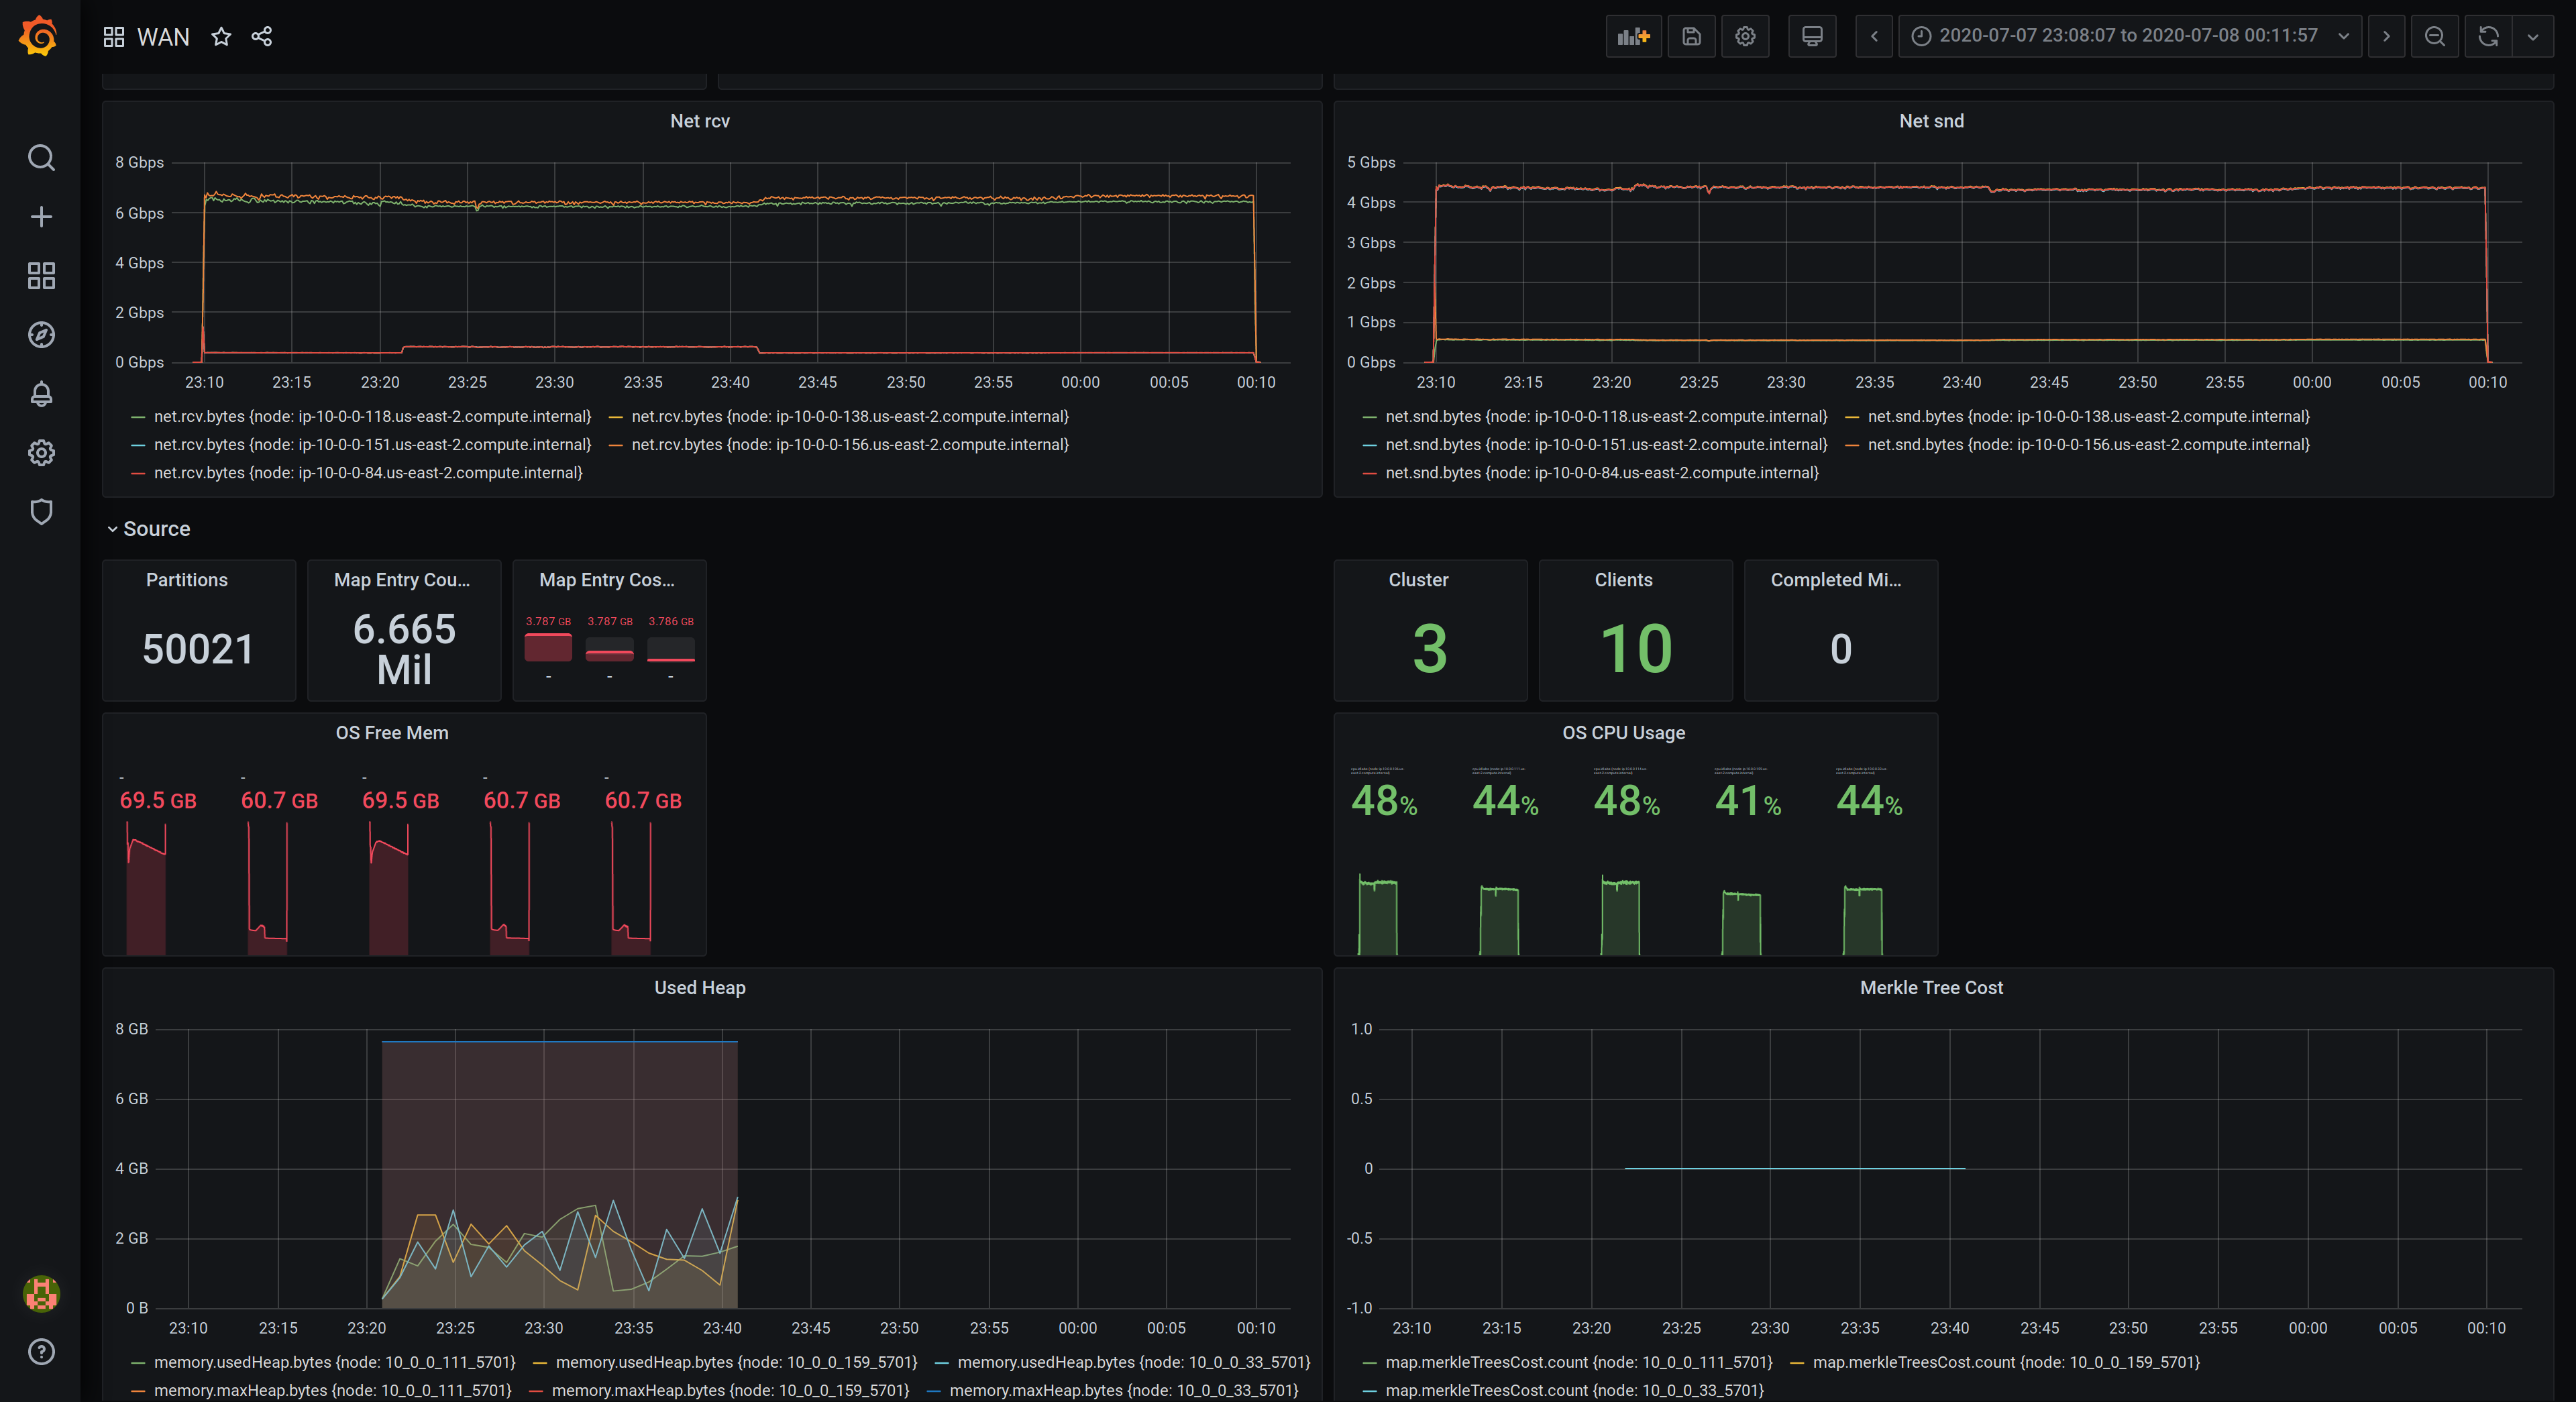 WAN
2020-07-07 23:08:07 to 2020-07-08 00:11:57
Net rcv
8 Gbps
6 Gbps
4 Gbps
2 Gbps
0 Gbps
23:10 23:15 23:20 23:25 23:30 23:35 23:40 23:45 23:50 23:55 00:00 00:05 00:10
net.rcv.bytes {node: ip-10-0-0-118.us-east-2.compute.internal} net.rcv.bytes {node: ip-10-0-0-138.us-east-2.compute.internal}
net.rcv.bytes {node: ip-10-0-0-151.us-east-2.compute.internal} net.rcv.bytes {node: ip-10-0-0-156.us-east-2.compute.internal}
net.rcv.bytes {node: ip-10-0-0-84.us-east-2.compute.internal}
Net snd
5 Gbps
4 Gbps
3 Gbps
2 Gbps
1 Gbps
0 Gbps
23:10 23:15 23:20 23:25 23:30 23:35 23:40 23:45 23:50 23:55 00:00 00:05 00:10
net.snd.bytes {node: ip-10-0-0-118.us-east-2.compute.internal} net.snd.bytes {node: ip-10-0-0-138.us-east-2.compute.internal}
net.snd.bytes {node: ip-10-0-0-151.us-east-2.compute.internal} net.snd.bytes {node: ip-10-0-0-156.us-east-2.compute.internal}
net.snd.bytes {node: ip-10-0-0-84.us-east-2.compute.internal}
Source
Partitions
50021
Map Entry Cou...
6.665
Mil
Map Entry Cos...
3.787 GB 3.787 GB 3.786 GB
- - -
Cluster
3
Clients
10
Completed Mi...
0
OS Free Mem
- - - - -
69.5 GB 60.7 GB 69.5 GB 60.7 GB 60.7 GB
OS CPU Usage
48% 44% 48% 41% 44%
Used Heap
8 GB
6 GB
4 GB
2 GB
0 B
23:10 23:15 23:20 23:25 23:30 23:35 23:40 23:45 23:50 23:55 00:00 00:05 00:10
memory.usedHeap.bytes {node: 10_0_0_111_5701} memory.usedHeap.bytes {node: 10_0_0_159_5701} memory.usedHeap.bytes {node: 10_0_0_33_5701}
memory.maxHeap.bytes {node: 10_0_0_111_5701} memory.maxHeap.bytes {node: 10_0_0_159_5701} memory.maxHeap.bytes {node: 10_0_0_33_5701}
Merkle Tree Cost
1.0
0.5
0
-0.5
-1.0
23:10 23:15 23:20 23:25 23:30 23:35 23:40 23:45 23:50 23:55 00:00 00:05 00:10
map.merkleTreesCost.count {node: 10_0_0_111_5701} map.merkleTreesCost.count {node: 10_0_0_159_5701}
map.merkleTreesCost.count {node: 10_0_0_33_5701}